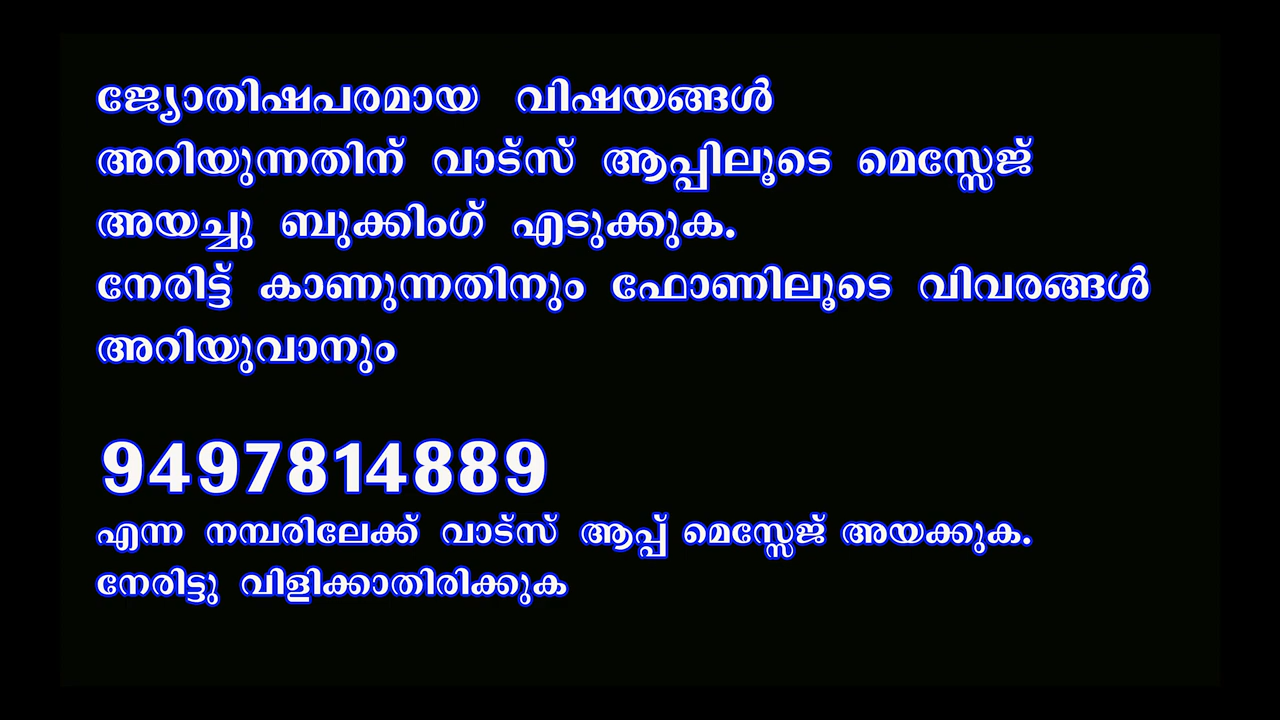 ജ്യോതിഷപരമായ വിഷയങ്ങൾ
അറിയുന്നതിന് വാട്സ് ആപ്പിലൂടെ മെസ്സേജ്
അയച്ചു ബുക്കിംഗ് എടുക്കുക.
നേരിട്ട് കാണുന്നതിനും ഫോണിലൂടെ വിവരങ്ങൾ
അറിയുവാനും
9497814889
എന്ന നമ്പരിലേക്ക് വാട്സ് ആപ്പ് മെസ്സേജ് അയക്കുക.
നേരിട്ടു വിളിക്കാതിരിക്കുക